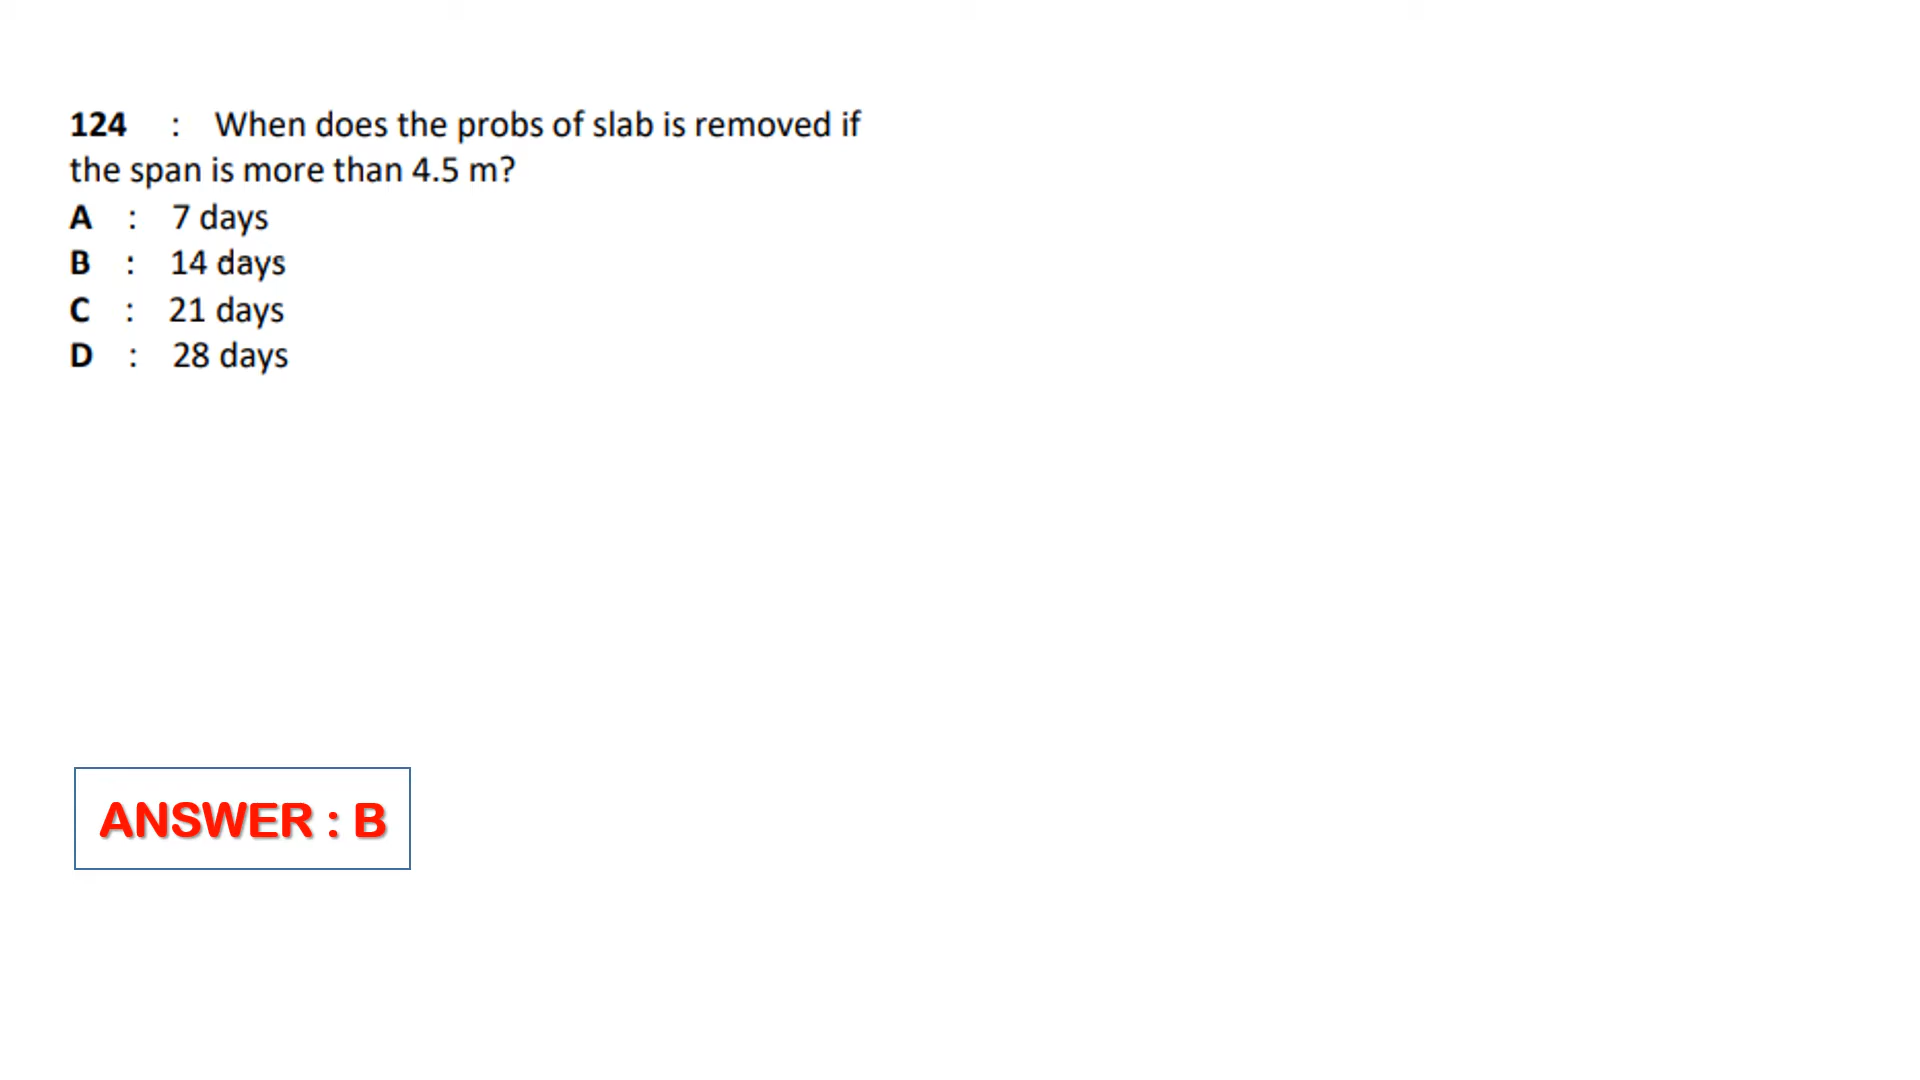 124 : When does the probs of slab is removed if
the span is more than 4.5 m?
A : 7 days
B : 14 days
C : 21 days
D : 28 days
ANSWER : B